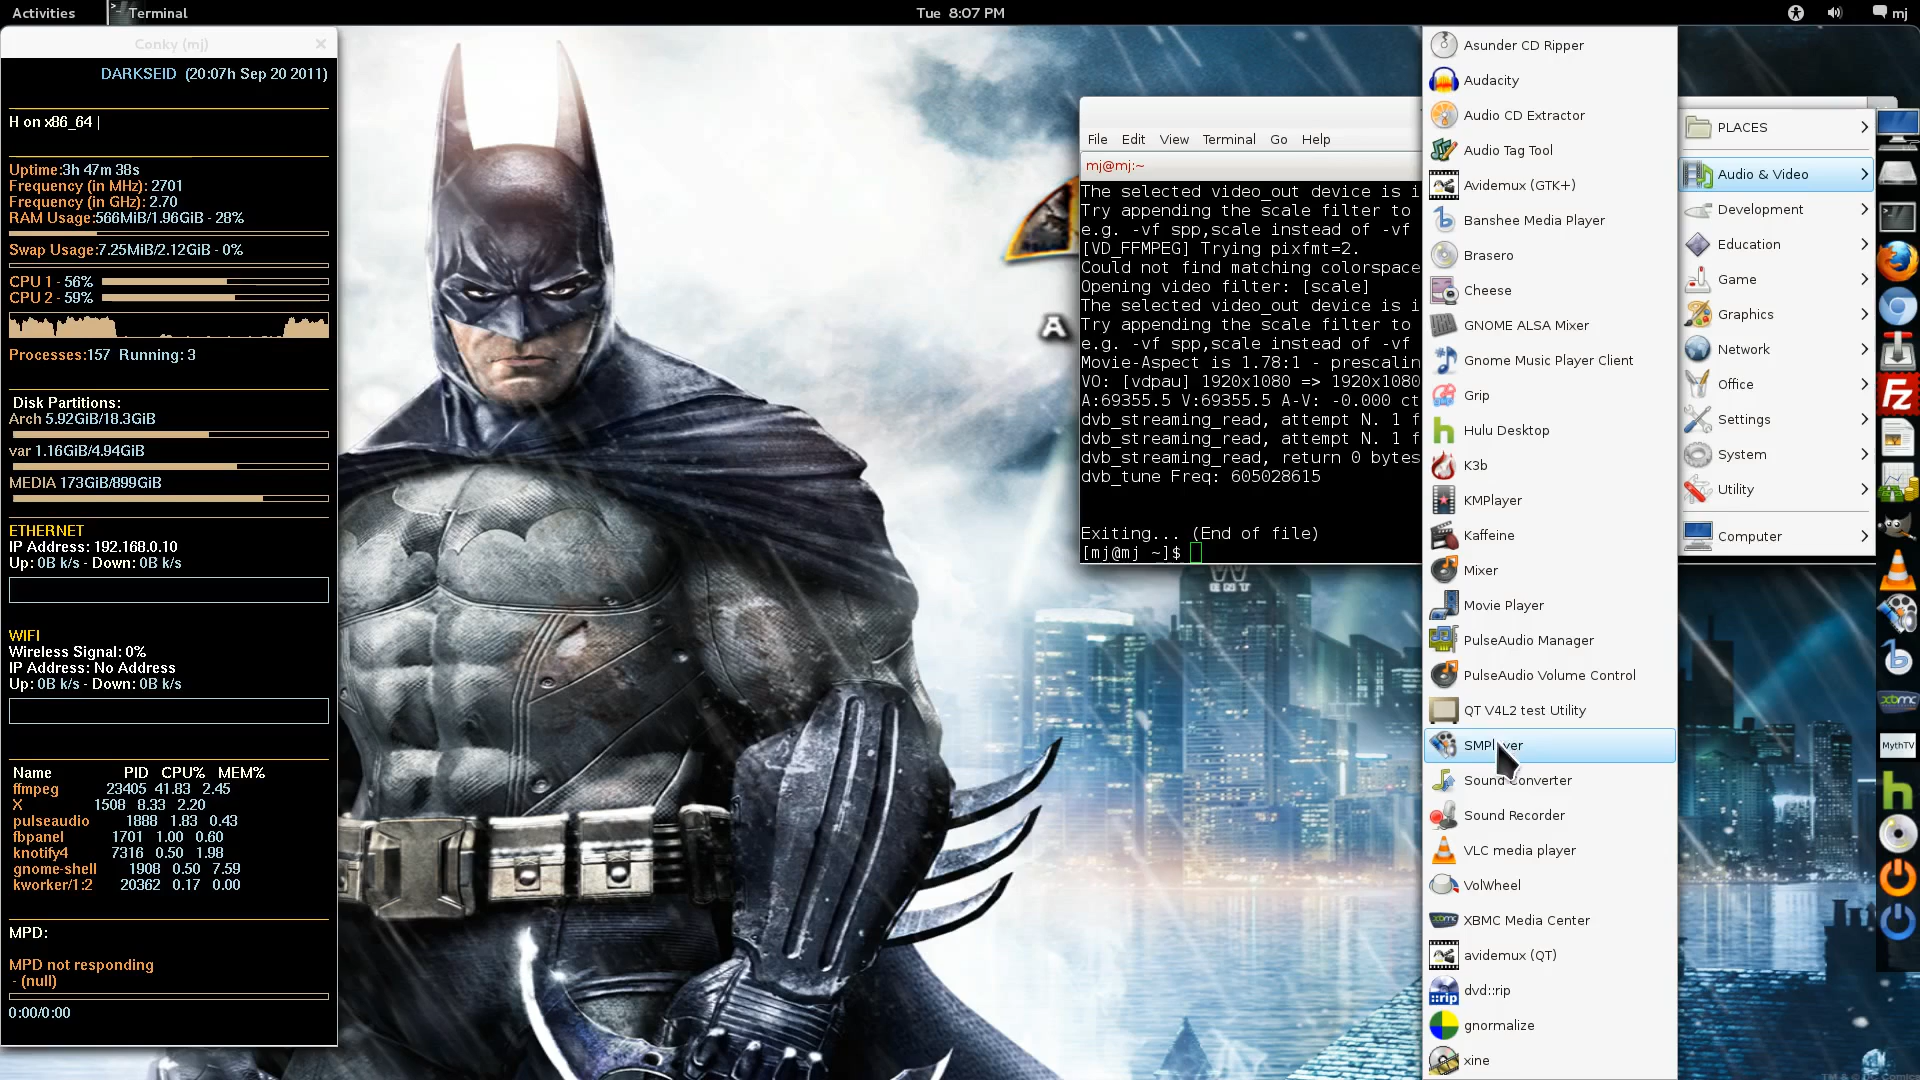 Activities
Terminal
Tue 8:07 PM
mj
Conky (mj)
DARKSEID (20:07h Sep 20 2011)
H on x86_64 |
Uptime:3h 47m 38s
Frequency (in MHz): 2701
Frequency (in GHz): 2.70
RAM Usage:566MiB/1.96GiB - 28%
Swap Usage:7.25MiB/2.12GiB - 0%
CPU 1 - 56%
CPU 2 - 59%
Processes:157 Running: 3
Disk Partitions:
Arch 5.92GiB/18.3GiB
var 1.16GiB/4.94GiB
MEDIA 173GiB/899GiB
ETHERNET
IP Address: 192.168.0.10
Up: 0B k/s - Down: 0B k/s
WIFI
Wireless Signal: 0%
IP Address: No Address
Up: 0B k/s - Down: 0B k/s
Name PID CPU% MEM%
ffmpeg 23405 41.83 2.45
X 1508 8.33 2.20
pulseaudio 1888 1.83 0.43
fbpanel 1701 1.00 0.60
knotify4 7316 0.50 1.98
gnome-shell 1908 0.50 7.59
kworker/1:2 20362 0.17 0.00
MPD:
MPD not responding
- (null)
0:00/0:00
A
File Edit View Terminal Go Help
mj@mj:~
The selected video_out device is i
Try appending the scale filter to
e.g. -vf spp,scale instead of -vf
[VD_FFMPEG] Trying pixfmt=2.
Could not find matching colorspace
Opening video filter: [scale]
The selected video_out device is i
Try appending the scale filter to
e.g. -vf spp,scale instead of -vf
Movie-Aspect is 1.78:1 - prescalin
VO: [vdpau] 1920x1080 => 1920x1080
A:69355.5 V:69355.5 A-V: -0.000 ct
dvb_streaming_read, attempt N. 1 f
dvb_streaming_read, attempt N. 1 f
dvb_streaming_read, return 0 bytes
dvb_tune Freq: 605028615
Exiting... (End of file)
[mj@mj ~]$
Asunder CD Ripper
Audacity
Audio CD Extractor
Audio Tag Tool
Avidemux (GTK+)
Banshee Media Player
Brasero
Cheese
GNOME ALSA Mixer
Gnome Music Player Client
Grip
Hulu Desktop
K3b
KMPlayer
Kaffeine
Mixer
Movie Player
PulseAudio Manager
PulseAudio Volume Control
QT V4L2 test Utility
SMPlayer
Sound Converter
Sound Recorder
VLC media player
VolWheel
XBMC Media Center
avidemux (QT)
dvd::rip
gnormalize
xine
PLACES
Audio & Video
Development
Education
Game
Graphics
Network
Office
Settings
System
Utility
Computer
Fz
xbmc
MythTV
h